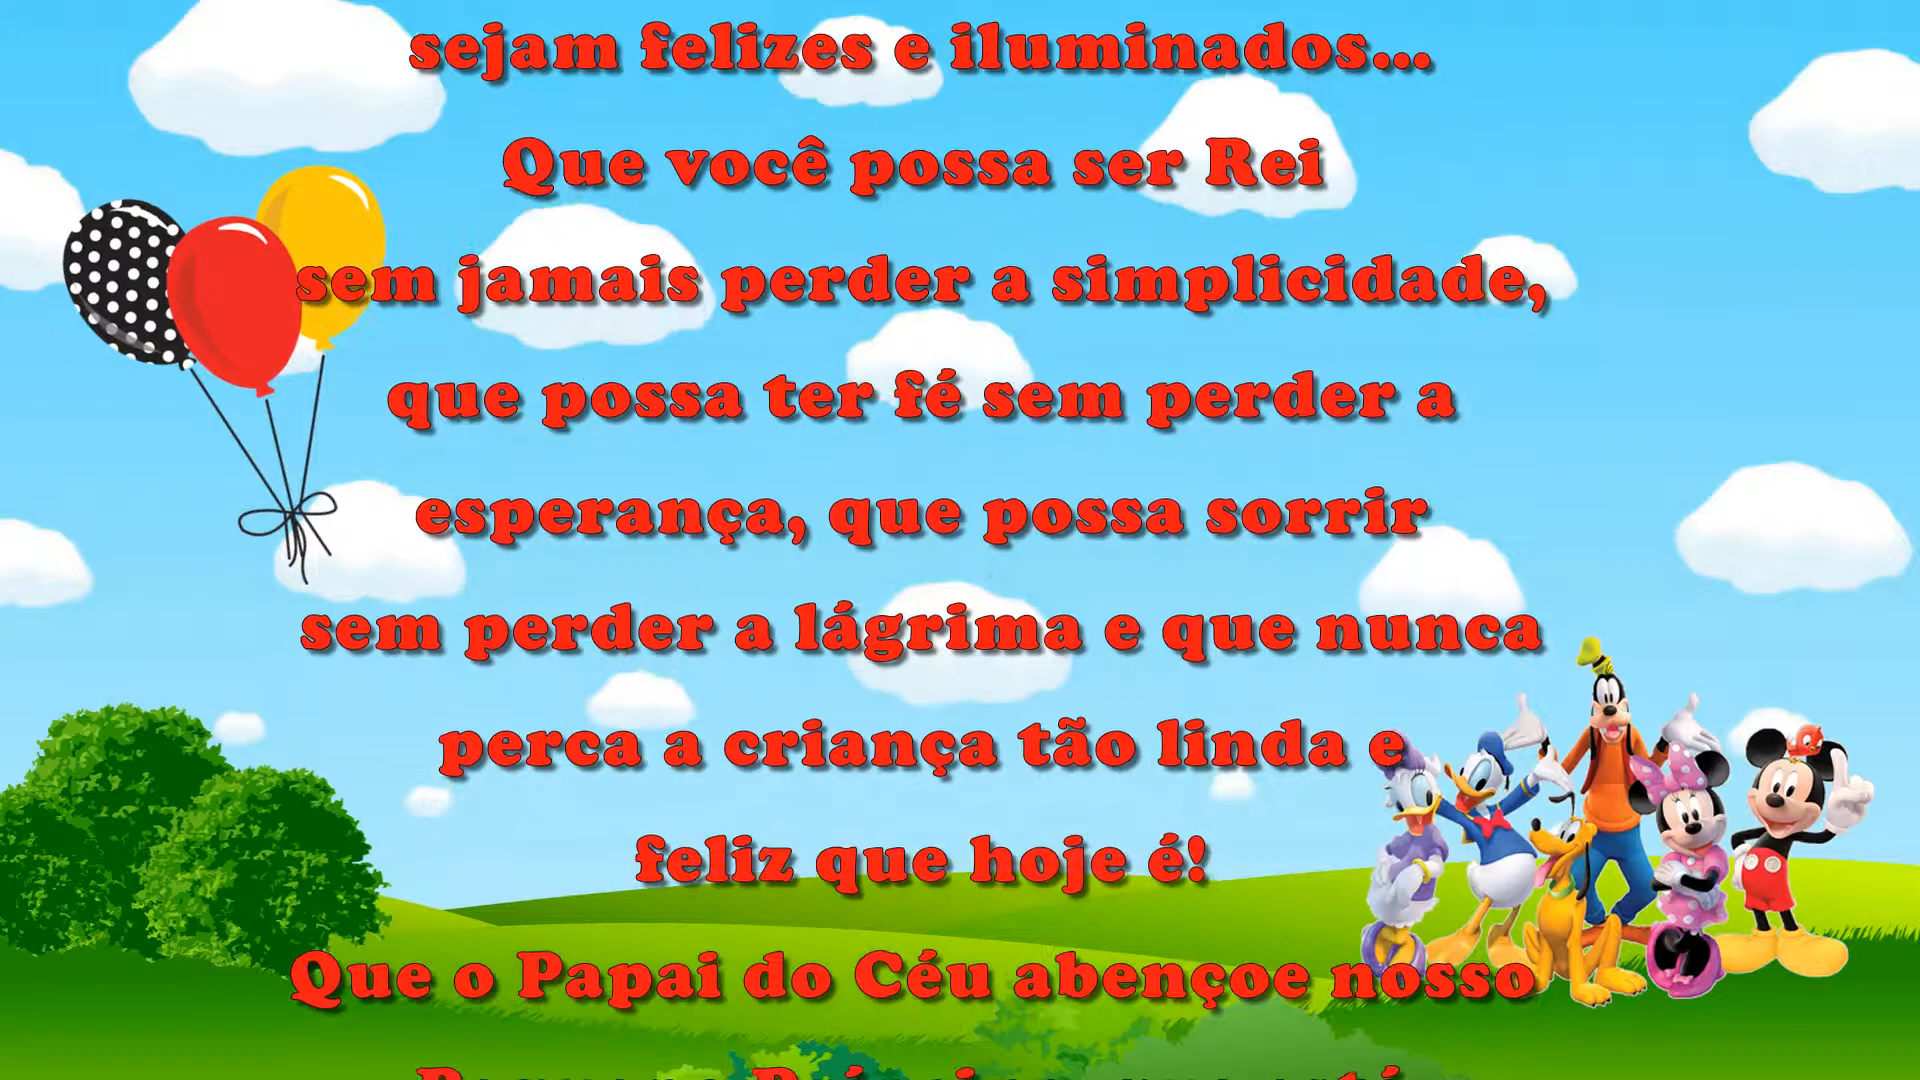 sejam felizes e iluminados...
Que você possa ser Rei
sem jamais perder a simplicidade,
que possa ter fé sem perder a
esperança, que possa sorrir
sem perder a lágrima e que nunca
perca a criança tão linda e
feliz que hoje é!
Que o Papai do Céu abençoe nosso